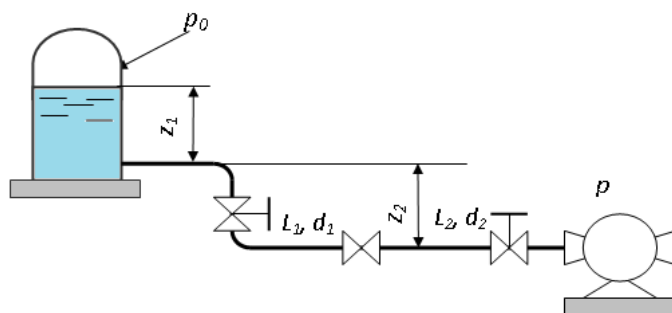 p₀
z₁
z₂
p
L₁, d₁
L₂, d₂